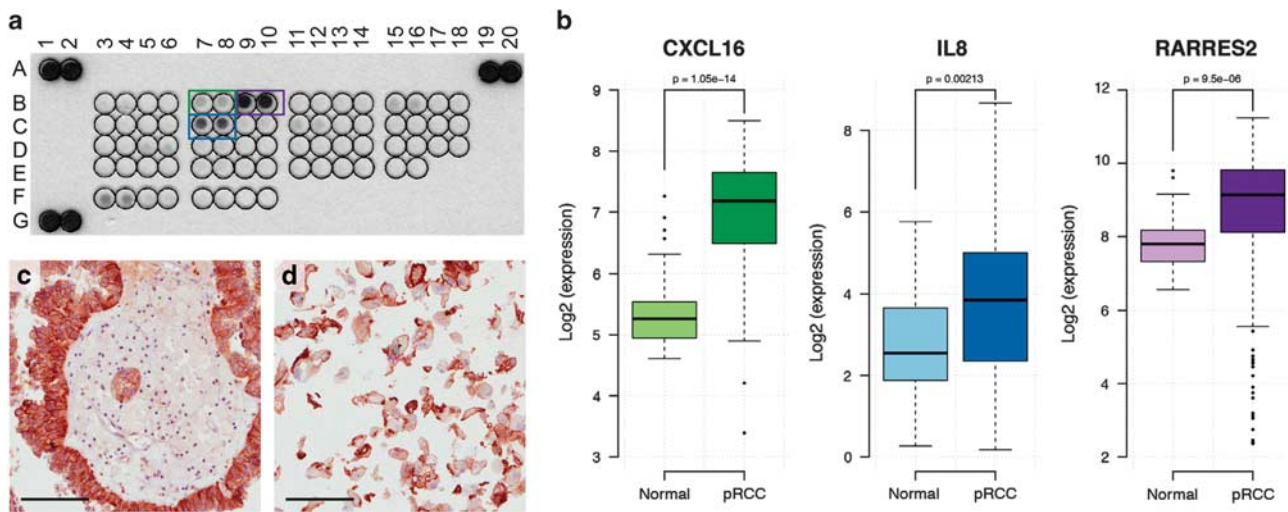 a
1 2 3 4 5 6 7 8 9 10 11 12 13 14 15 16 17 18 19 20
A
B
C
D
E
F
G
c
d
b
CXCL16
p = 1.05e-14
Log2 (expression)
9
8
7
6
5
4
3
Normal pRCC
IL8
p = 0.00213
Log2 (expression)
8
6
4
2
0
Normal pRCC
RARRES2
p = 9.5e-06
Log2 (expression)
12
10
8
6
4
2
Normal pRCC